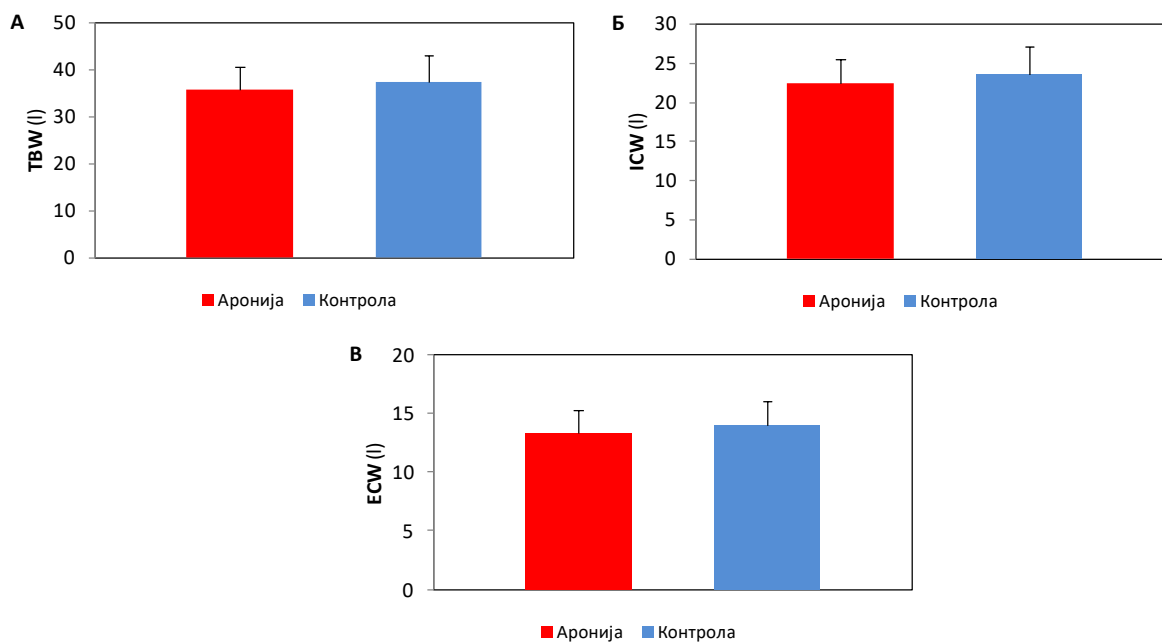 А
TBW (l)
50
40
30
20
10
0
Аронија Контрола
Б
ICW (l)
30
25
20
15
10
5
0
Аронија Контрола
В
ECW (l)
20
15
10
5
0
Аронија Контрола